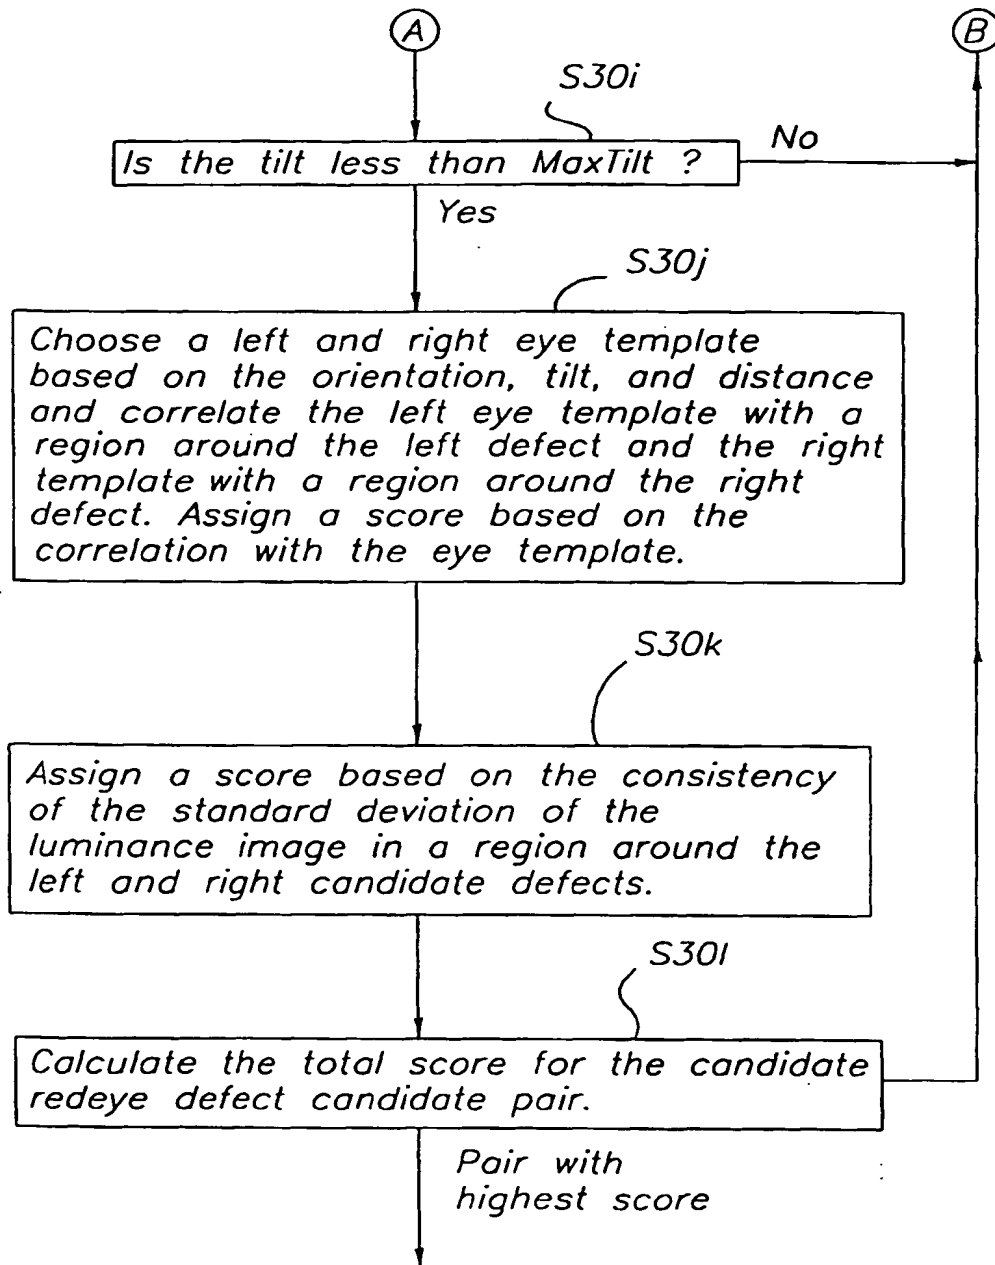 A
B
S30i
Is the tilt less than MaxTilt ?
No
Yes
S30j
Choose a left and right eye template
based on the orientation, tilt, and distance
and correlate the left eye template with a
region around the left defect and the right
template with a region around the right
defect. Assign a score based on the
correlation with the eye template.
S30k
Assign a score based on the consistency
of the standard deviation of the
luminance image in a region around the
left and right candidate defects.
S30l
Calculate the total score for the candidate
redeye defect candidate pair.
Pair with
highest score